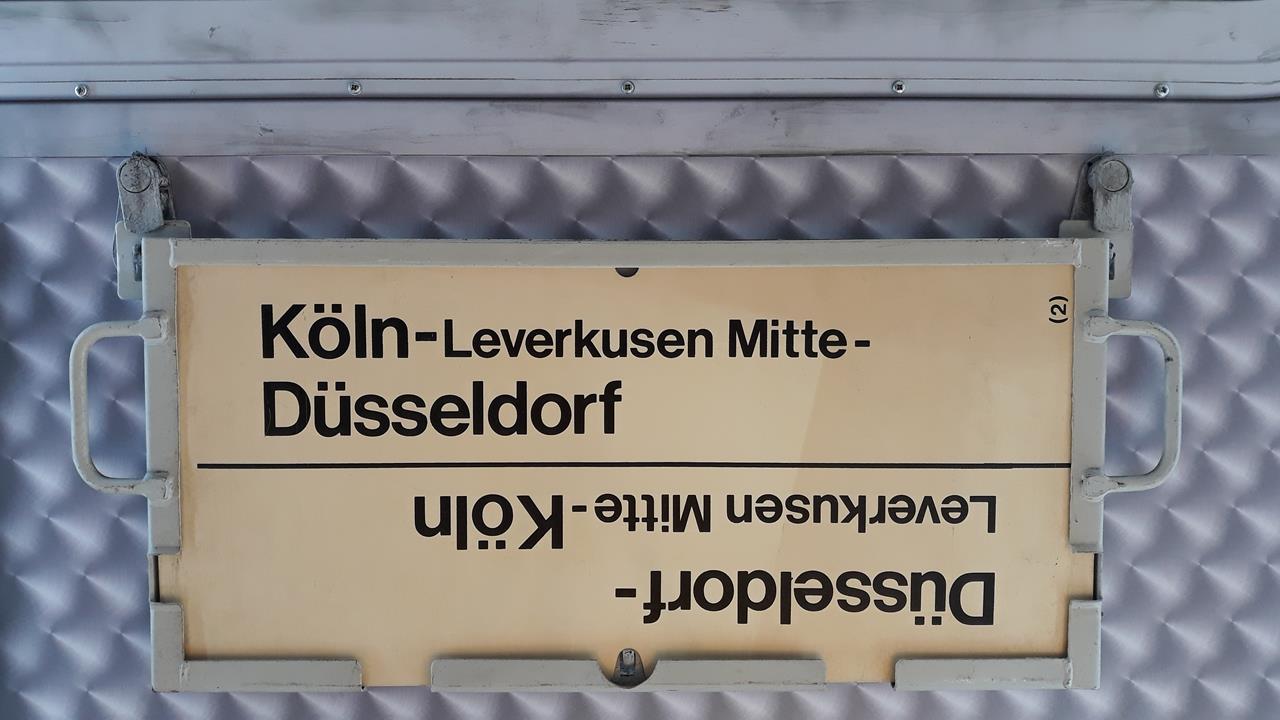 Köln-Leverkusen Mitte-
Düsseldorf
(2)
Düsseldorf-
Leverkusen Mitte-Köln